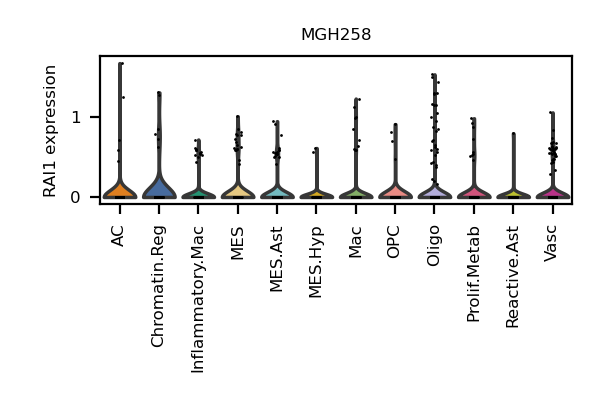 MGH258
RAI1 expression
1
0
AC
Chromatin.Reg
Inflammatory.Mac
MES
MES.Ast
MES.Hyp
Mac
OPC
Oligo
Prolif.Metab
Reactive.Ast
Vasc